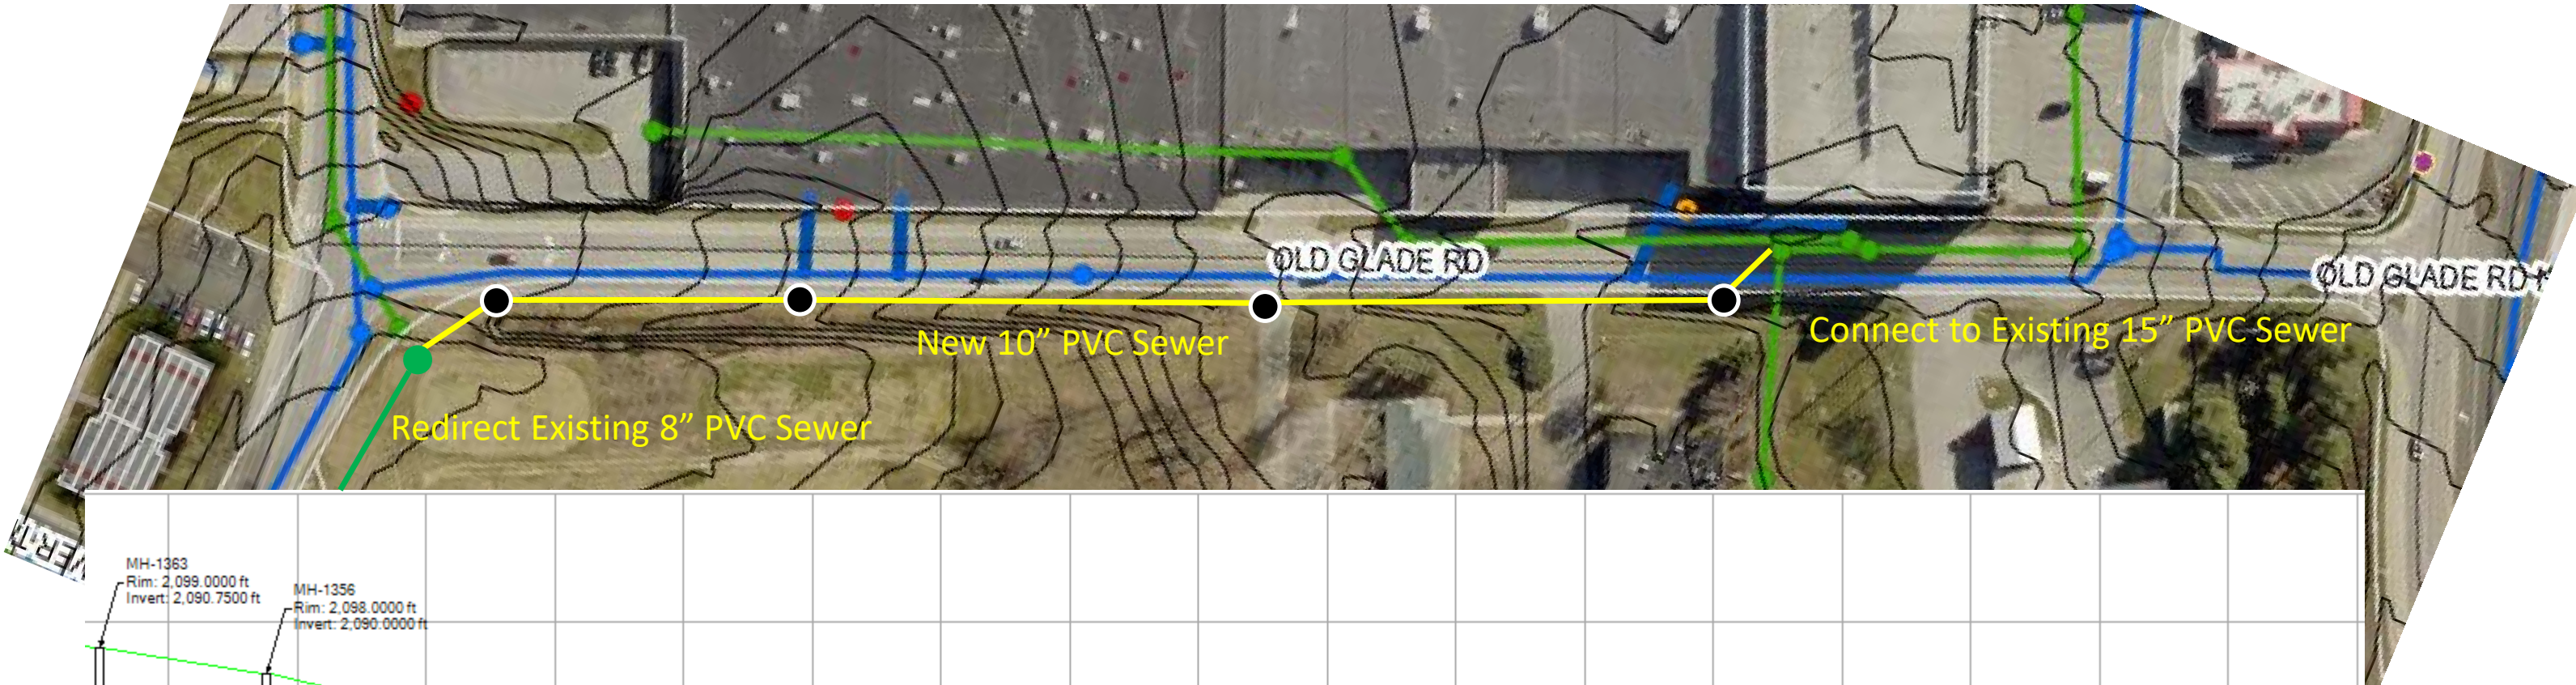 OLD GLADE RD
OLD GLADE RD
New 10” PVC Sewer
Connect to Existing 15” PVC Sewer
Redirect Existing 8” PVC Sewer
MH-1363
Rim: 2,099.0000 ft
Invert: 2,090.7500 ft
MH-1356
Rim: 2,098.0000 ft
Invert: 2,090.0000 ft